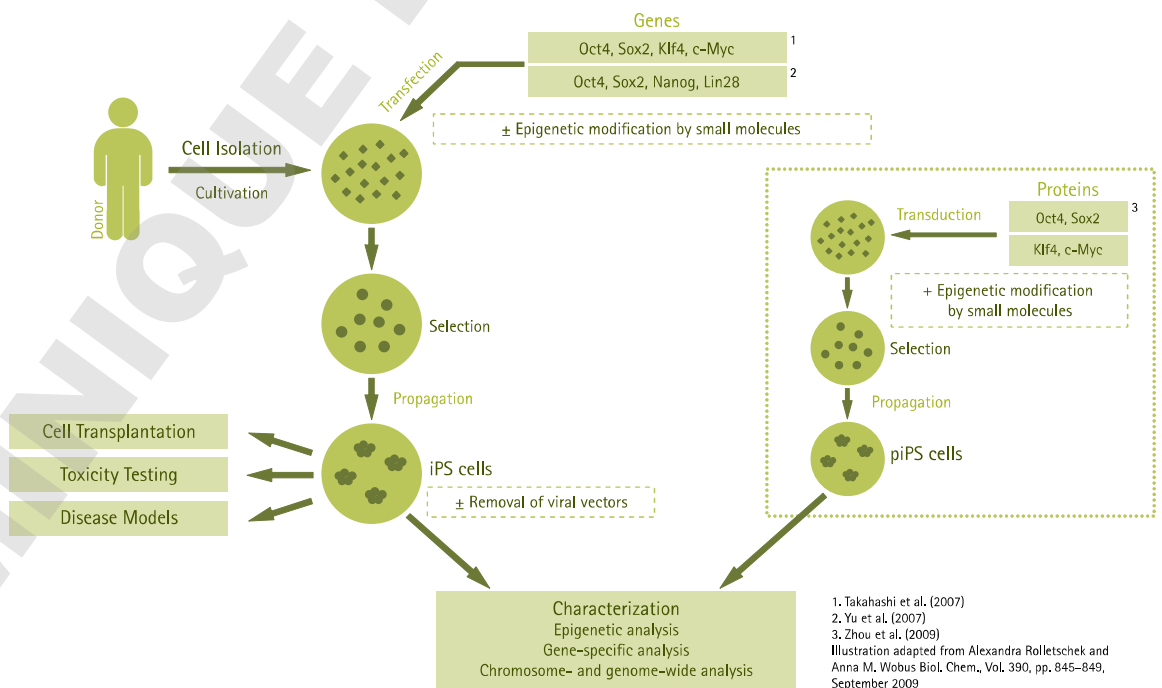 Genes
Oct4, Sox2, Klf4, c-Myc 1
Oct4, Sox2, Nanog, Lin28 2
Transfection
± Epigenetic modification by small molecules
Donor
Cell Isolation
Cultivation
Selection
Propagation
iPS cells
± Removal of viral vectors
Cell Transplantation
Toxicity Testing
Disease Models
Proteins
Oct4, Sox2 3
Klf4, c-Myc
Transduction
+ Epigenetic modification
by small molecules
Selection
Propagation
piPS cells
Characterization
Epigenetic analysis
Gene-specific analysis
Chromosome- and genome-wide analysis
1. Takahashi et al. (2007)
2. Yu et al. (2007)
3. Zhou et al. (2009)
Illustration adapted from Alexandra Rolletschek and
Anna M. Wobus Biol. Chem., Vol. 390, pp. 845–849,
September 2009